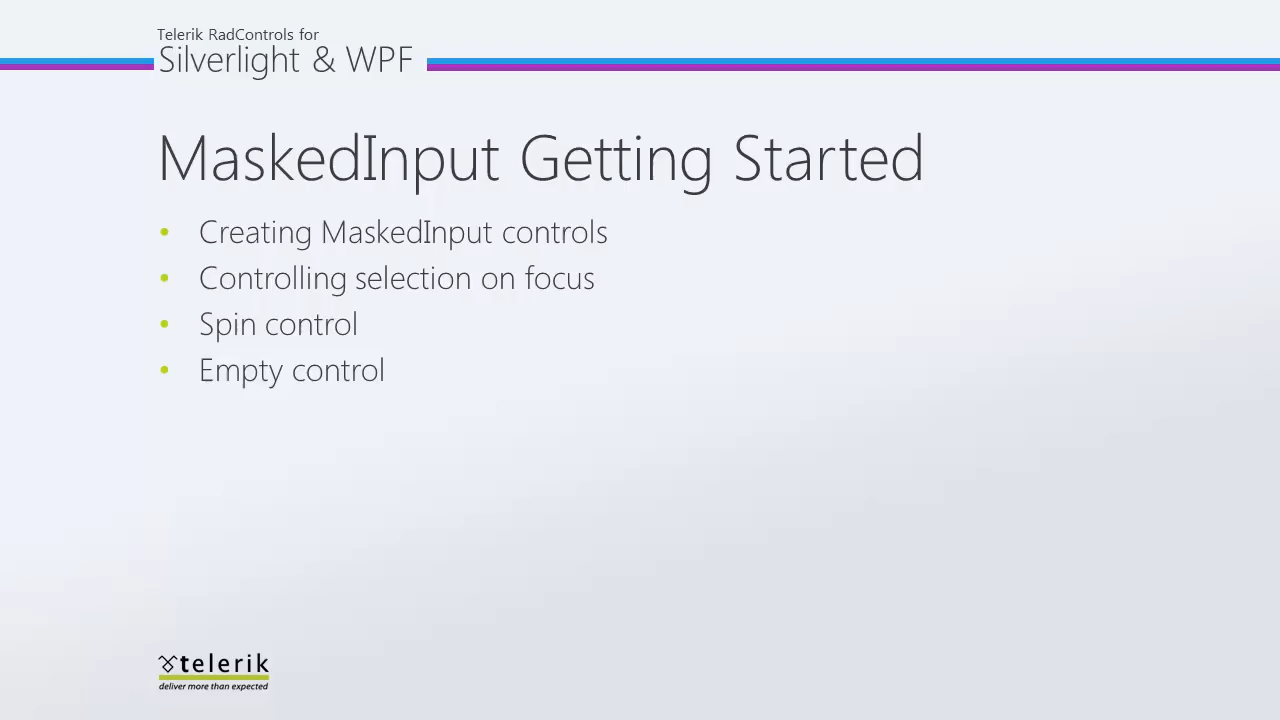 Telerik RadControls for
Silverlight & WPF
MaskedInput Getting Started
• Creating MaskedInput controls
• Controlling selection on focus
• Spin control
• Empty control
telerik
deliver more than expected